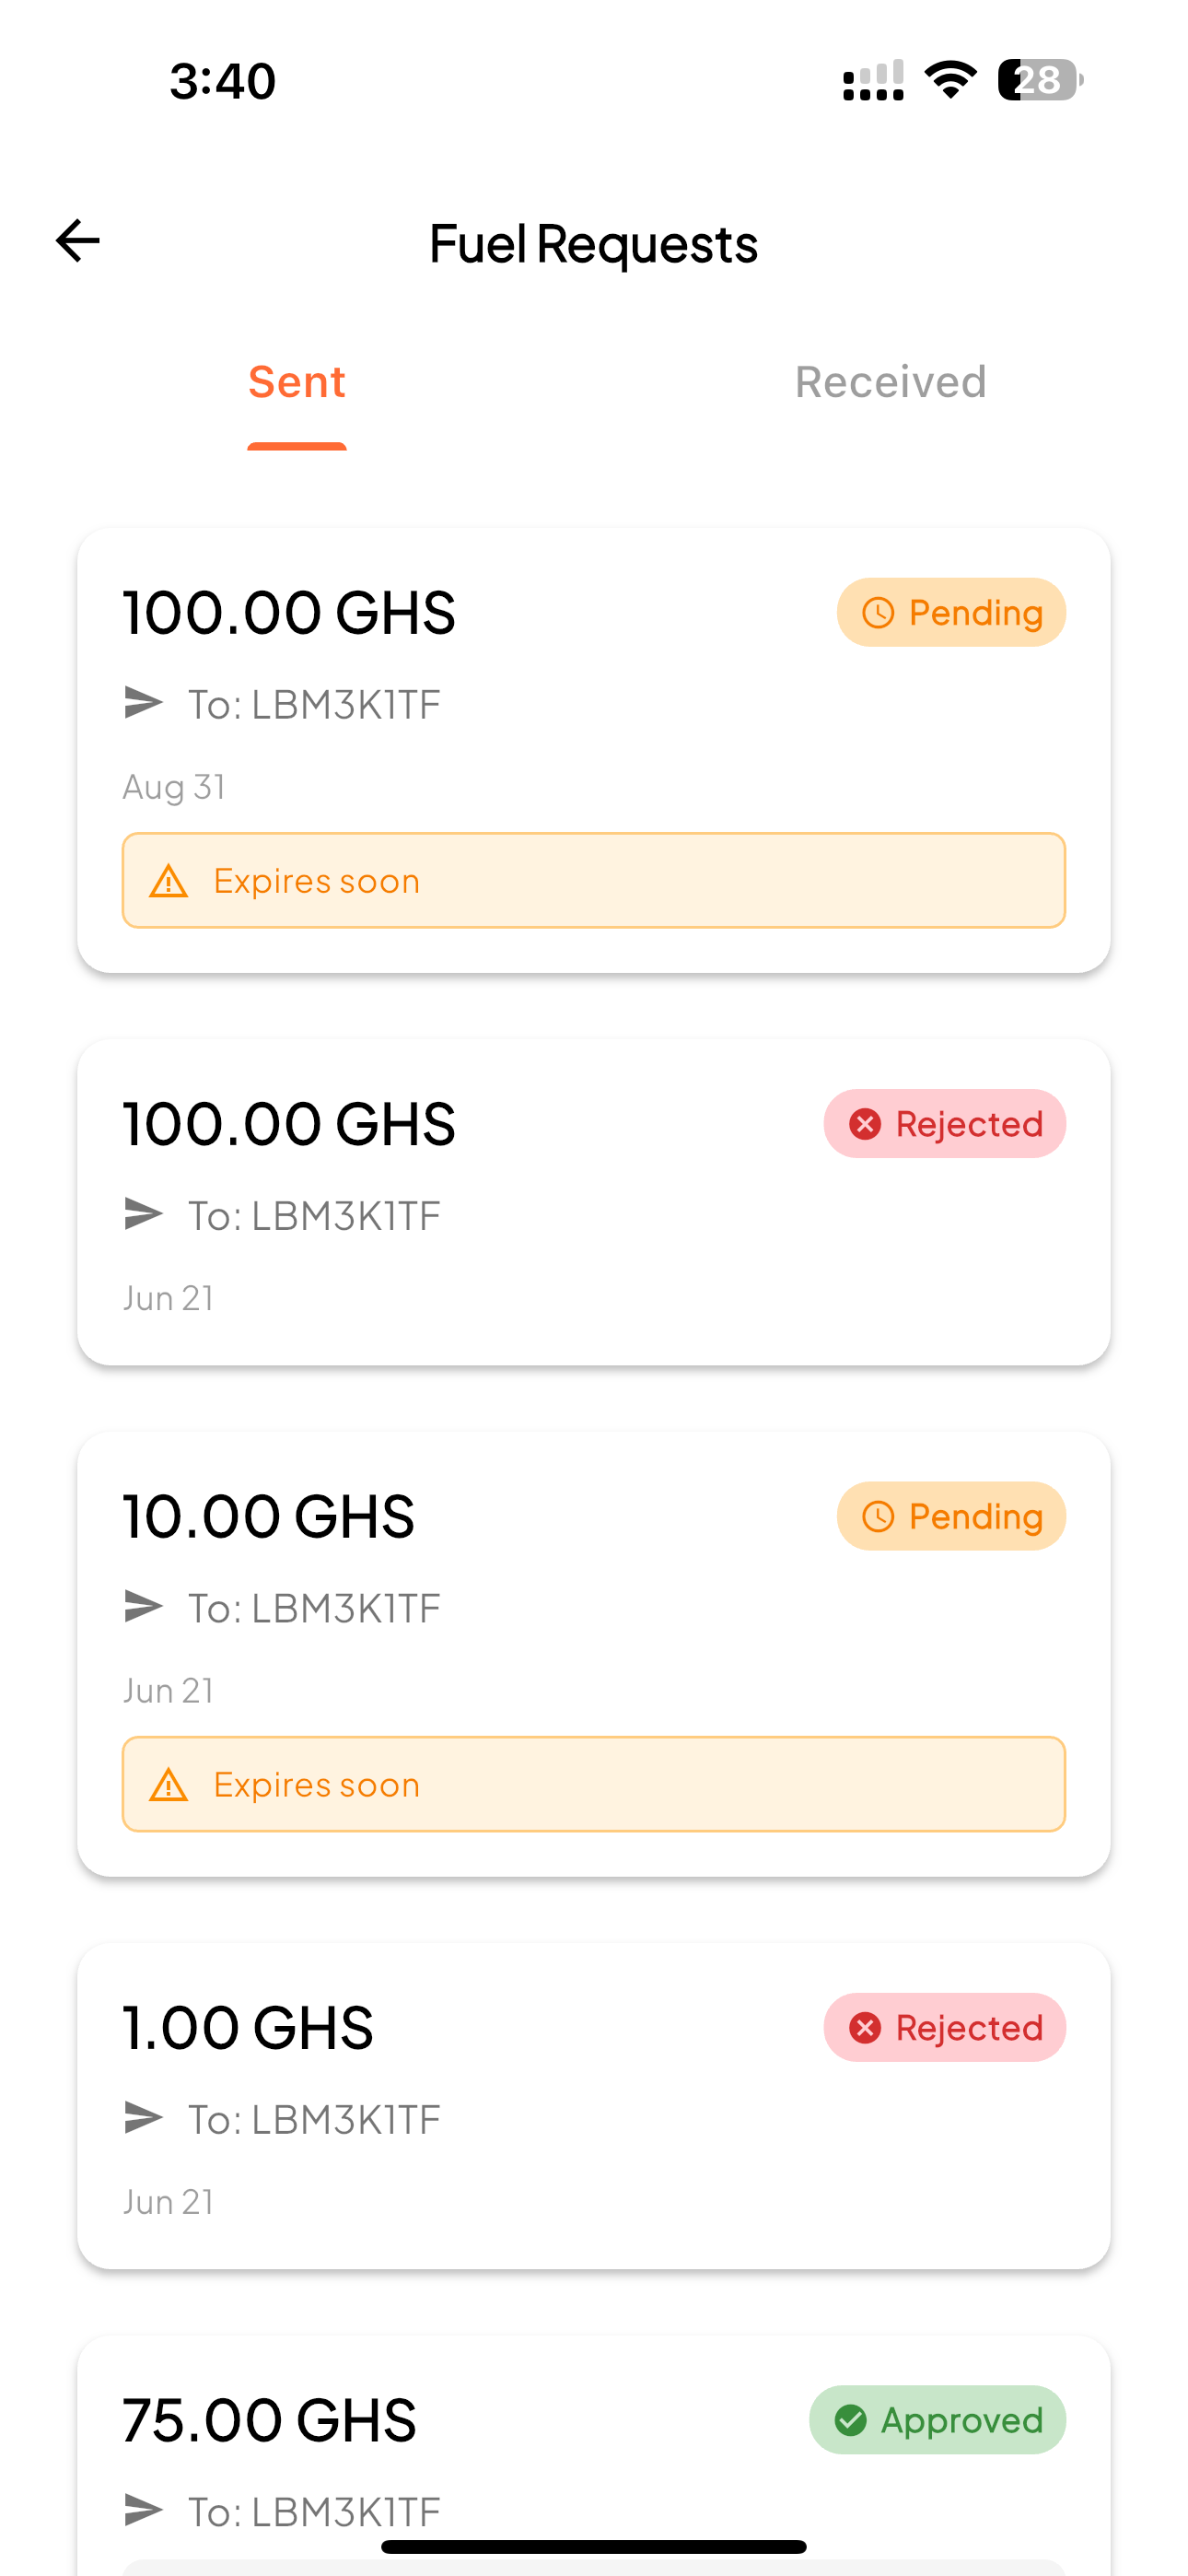 3:40
28
Fuel Requests
Sent
Received
100.00 GHS
Pending
To: LBM3K1TF
Aug 31
Expires soon
100.00 GHS
Rejected
To: LBM3K1TF
Jun 21
10.00 GHS
Pending
To: LBM3K1TF
Jun 21
Expires soon
1.00 GHS
Rejected
To: LBM3K1TF
Jun 21
75.00 GHS
Approved
To: LBM3K1TF